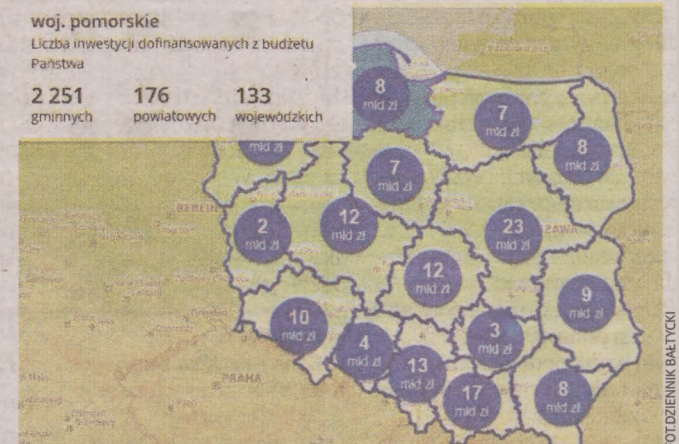 woj. pomorskie
Liczba inwestycji dofinansowanych z budżetu
Państwa
2 251
gminnych
176
powiatowych
133
wojewódzkich
8
mld zł
7
mld zł
8
mld zł
mld zł
7
mld zł
BERLIN
2
mld zł
12
mld zł
23
mld zł
ZAWA
12
mld zł
9
mld zł
10
mld zł
3
mld zł
4
mld zł
13
mld zł
PRAHA
17
mld zł
8
mld zł
OT.DZIENNIK BAŁTYCKI